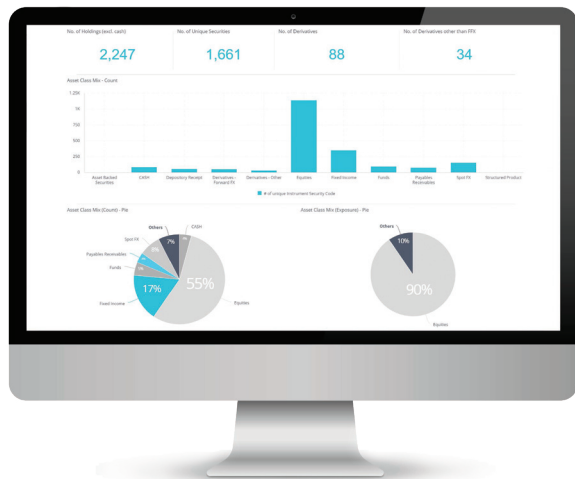 No. of Holdings (excl. cash)
No. of Unique Securities
No. of Derivatives
No. of Derivatives other than FFX
2,247
1,661
88
34
Asset Class Mix - Count
1.25K
1K
750
500
250
0
Asset Backed
Securities
CASH
Depository Receipt
Derivatives -
Forward FX
Derivatives - Other
Equities
Fixed Income
Funds
Payables
Receivables
Spot FX
Structured Product
# of unique Instrument Security Code
Asset Class Mix (Count) - Pie
Others
CASH
Spot FX
Payables Receivables
Funds
Fixed Income
Equities
7%
17%
55%
Asset Class Mix (Exposure) - Pie
Others
10%
90%
Equities